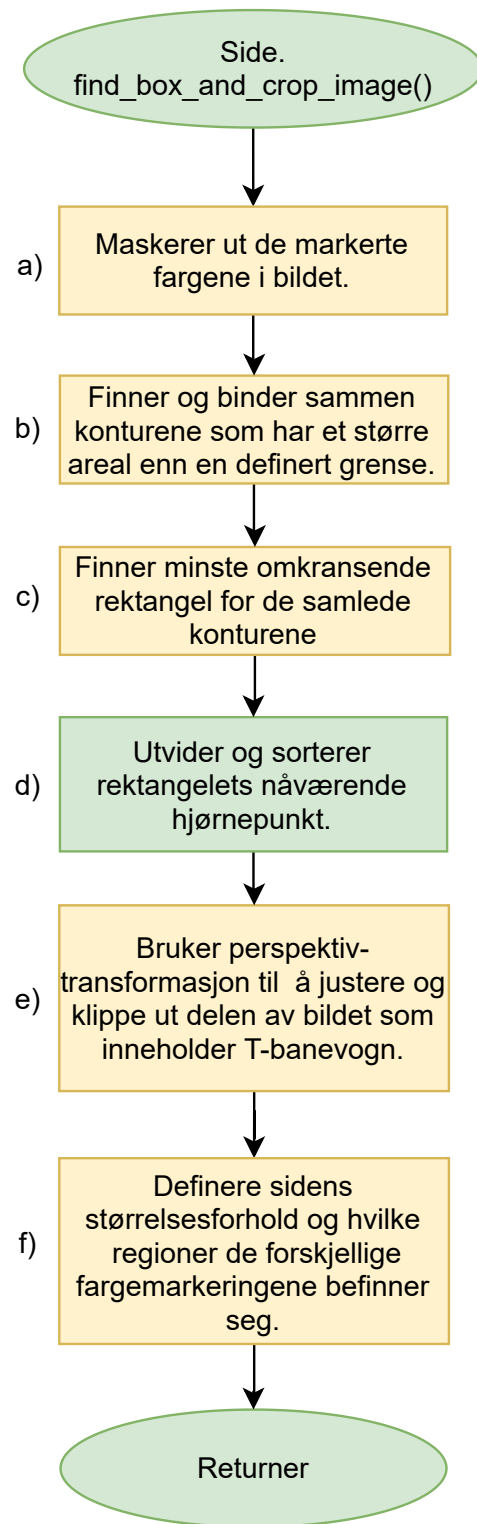 Side.
find_box_and_crop_image()
a)
Maskerer ut de markerte
fargene i bildet.
b)
Finner og binder sammen
konturene som har et større
areal enn en definert grense.
c)
Finner minste omkransende
rektangel for de samlede
konturene
d)
Utvider og sorterer
rektangelets nåværende
hjørnepunkt.
e)
Bruker perspektiv-
transformasjon til å justere og
klippe ut delen av bildet som
inneholder T-banevogn.
f)
Definere sidens
størrelsesforhold og hvilke
regioner de forskjellige
fargemarkeringene befinner
seg.
Returner